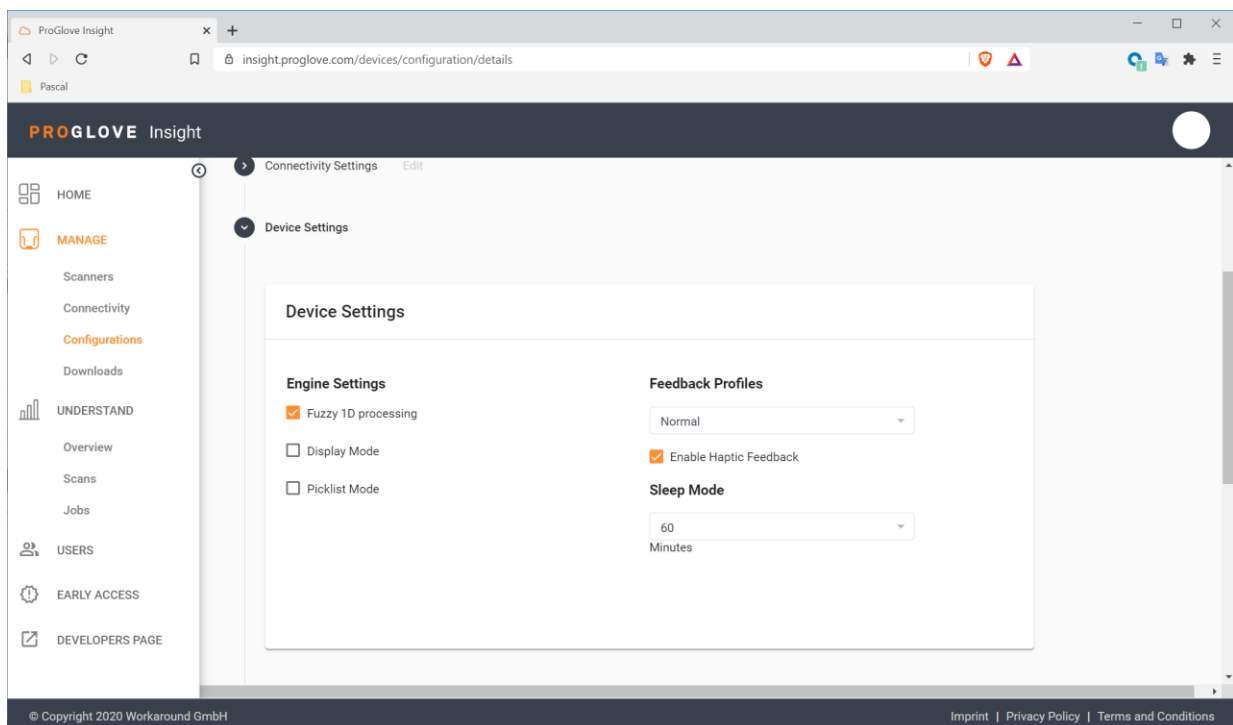 ProGlove Insight
insight.proglove.com/devices/configuration/details
Pascal
PROGLOVE Insight
HOME
MANAGE
Scanners
Connectivity
Configurations
Downloads
UNDERSTAND
Overview
Scans
Jobs
USERS
EARLY ACCESS
DEVELOPERS PAGE
Connectivity Settings Edit
Device Settings
Device Settings
Engine Settings
Fuzzy 1D processing
Display Mode
Picklist Mode
Feedback Profiles
Normal
Enable Haptic Feedback
Sleep Mode
60
Minutes
© Copyright 2020 Workaround GmbH
Imprint | Privacy Policy | Terms and Conditions